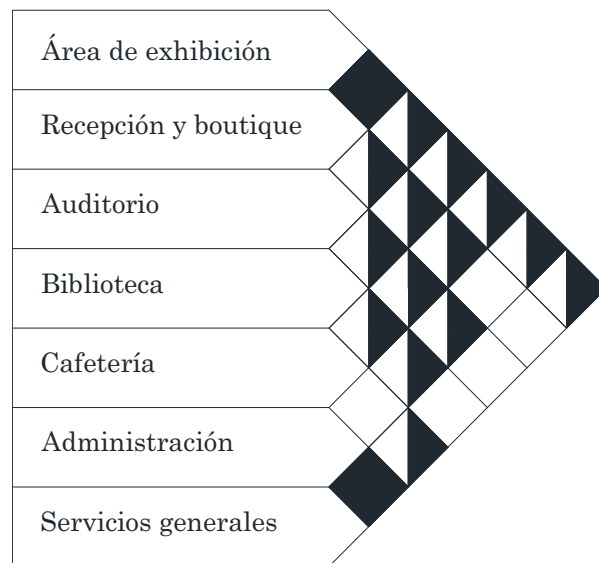 Área de exhibición
Recepción y boutique
Auditorio
Biblioteca
Cafetería
Administración
Servicios generales